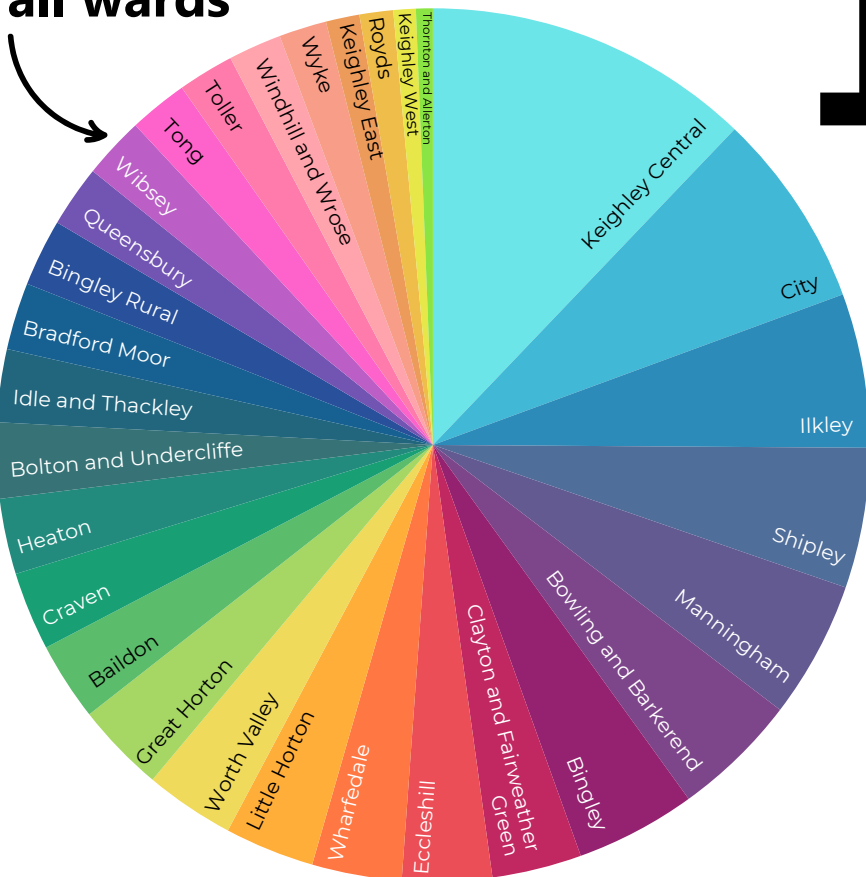 all wards
Keighley Central
City
Ilkley
Shipley
Manningham
Bowling and Barkerend
Bingley
Clayton and Fairweather
Green
Eccleshill
Wharfedale
Little Horton
Worth Valley
Great Horton
Baildon
Craven
Heaton
Bolton and Undercliffe
Idle and Thackley
Bradford Moor
Bingley Rural
Queensbury
Wibsey
Tong
Toller
Windhill and Wrose
Wyke
Keighley East
Royds
Keighley West
Thornton and Allerton